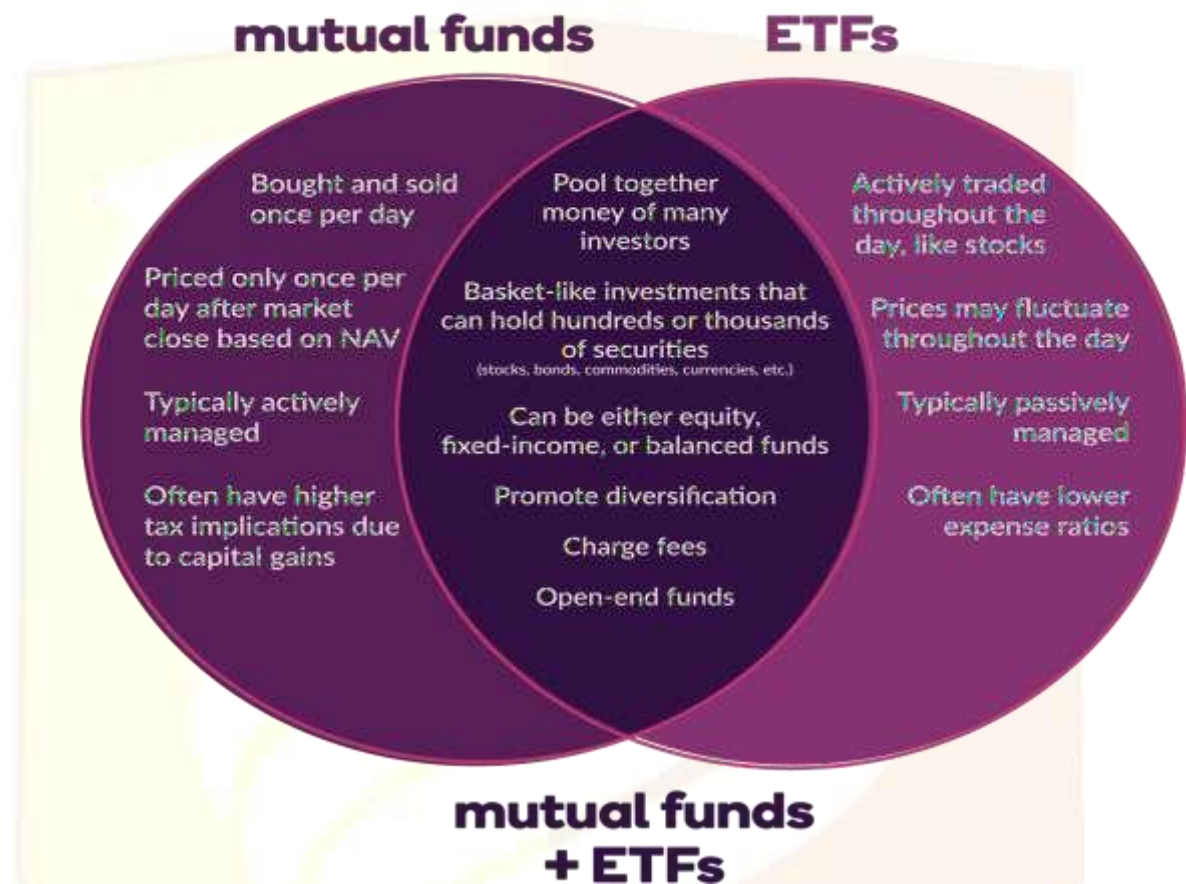 mutual funds
ETFs
Bought and sold
once per day
Priced only once per
day after market
close based on NAV
Typically actively
managed
Often have higher
tax implications due
to capital gains
Pool together
money of many
investors
Basket-like investments that
can hold hundreds or thousands
of securities
(stocks, bonds, commodities, currencies, etc.)
Can be either equity,
fixed-income, or balanced funds
Promote diversification
Charge fees
Open-end funds
Actively traded
throughout the
day, like stocks
Prices may fluctuate
throughout the day
Typically passively
managed
Often have lower
expense ratios
mutual funds
+ ETFs